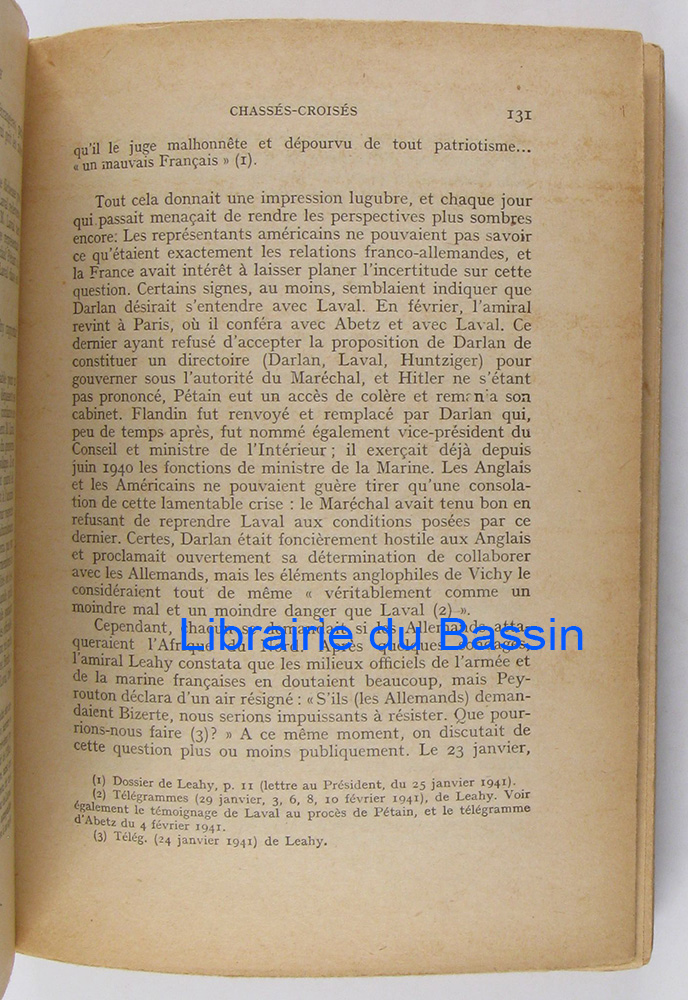 CHASSÉS-CROISÉS 131
qu'il le juge malhonnête et dépourvu de tout patriotisme...
« un mauvais Français » (1).
Tout cela donnait une impression lugubre, et chaque jour
qui passait menaçait de rendre les perspectives plus sombres
encore. Les représentants américains ne pouvaient pas savoir
ce qu'étaient exactement les relations franco-allemandes, et
la France avait intérêt à laisser planer l'incertitude sur cette
question. Certains signes, au moins, semblaient indiquer que
Darlan désirait s'entendre avec Laval. En février, l'amiral
revint à Paris, où il conféra avec Abetz et avec Laval. Ce
dernier ayant refusé d'accepter la proposition de Darlan de
constituer un directoire (Darlan, Laval, Huntziger) pour
gouverner sous l'autorité du Maréchal, et Hitler ne s'étant
pas prononcé, Pétain eut un accès de colère et remania son
cabinet. Flandin fut renvoyé et remplacé par Darlan qui,
peu de temps après, fut nommé également vice-président du
Conseil et ministre de l'Intérieur ; il exerçait déjà depuis
juin 1940 les fonctions de ministre de la Marine. Les Anglais
et les Américains ne pouvaient guère tirer qu'une consola-
tion de cette lamentable crise : le Maréchal avait tenu bon en
refusant de reprendre Laval aux conditions posées par ce
dernier. Certes, Darlan était foncièrement hostile aux Anglais
et proclamait ouvertement sa détermination de collaborer
avec les Allemands, mais les éléments anglophiles de Vichy le
considéraient tout de même « véritablement comme un
moindre mal et un moindre danger que Laval (2) ».
Cependant, chacun se demandait si les Allemands atta-
queraient l'Afrique du Nord. Après quelques sondages,
Librairie du Bassin
l'amiral Leahy constata que les milieux officiels de l'armée et
de la marine françaises en doutaient beaucoup, mais Pey-
routon déclara d'un air résigné : « S'ils (les Allemands) deman-
daient Bizerte, nous serions impuissants à résister. Que pour-
rions-nous faire (3)? » A ce même moment, on discutait de
cette question plus ou moins publiquement. Le 23 janvier,
(1) Dossier de Leahy, p. 11 (lettre au Président, du 25 janvier 1941).
(2) Télégrammes (29 janvier, 3, 6, 8, 10 février 1941), de Leahy. Voir
également le témoignage de Laval au procès de Pétain, et le télégramme
d'Abetz du 4 février 1941.
(3) Télég. (24 janvier 1941) de Leahy.